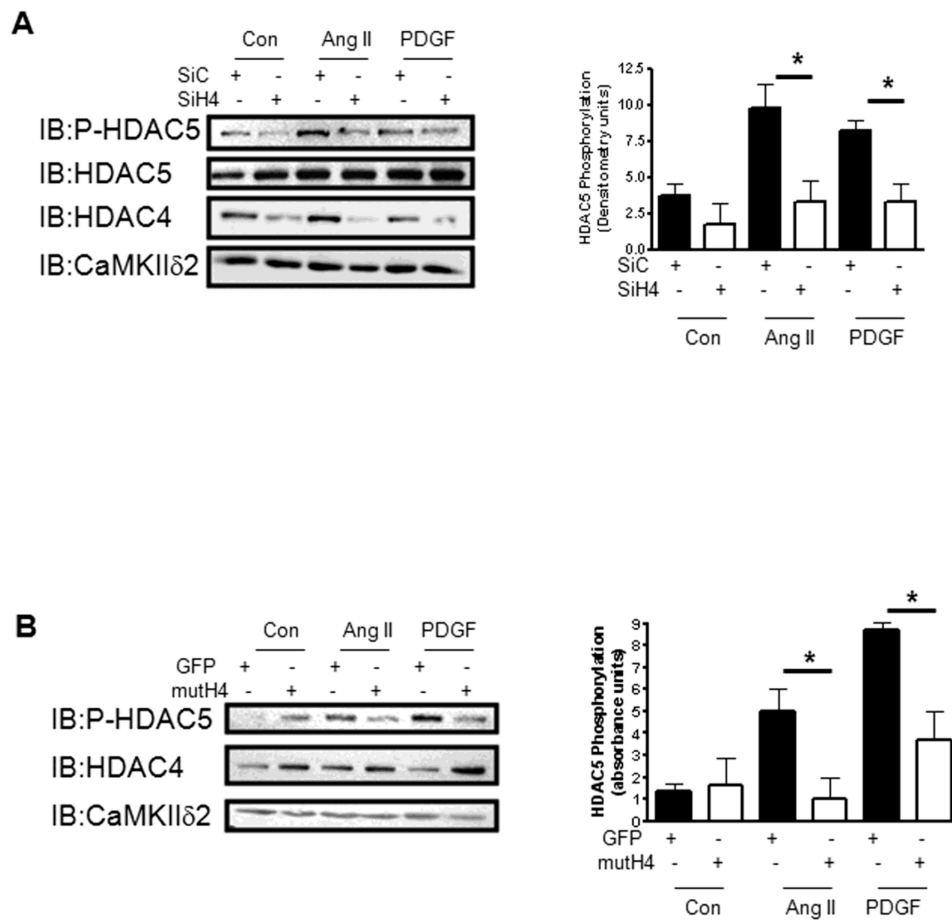 A
Con Ang II PDGF
SiC + - + - + -
SiH4 - + - + - +
IB:P-HDAC5
IB:HDAC5
IB:HDAC4
IB:CaMKIIδ2
HDAC5 Phosphorylation
(Densitometry units)
12.5
10.0
7.5
5.0
2.5
0.0
* *
SiC + - + - + -
SiH4 - + - + - +
Con Ang II PDGF
B
Con Ang II PDGF
GFP + - + - + -
mutH4 - + - + - +
IB:P-HDAC5
IB:HDAC4
IB:CaMKIIδ2
HDAC5 Phosphorylation
(absorbance units)
9
8
7
6
5
4
3
2
1
0
* *
GFP + - + - + -
mutH4 - + - + - +
Con Ang II PDGF